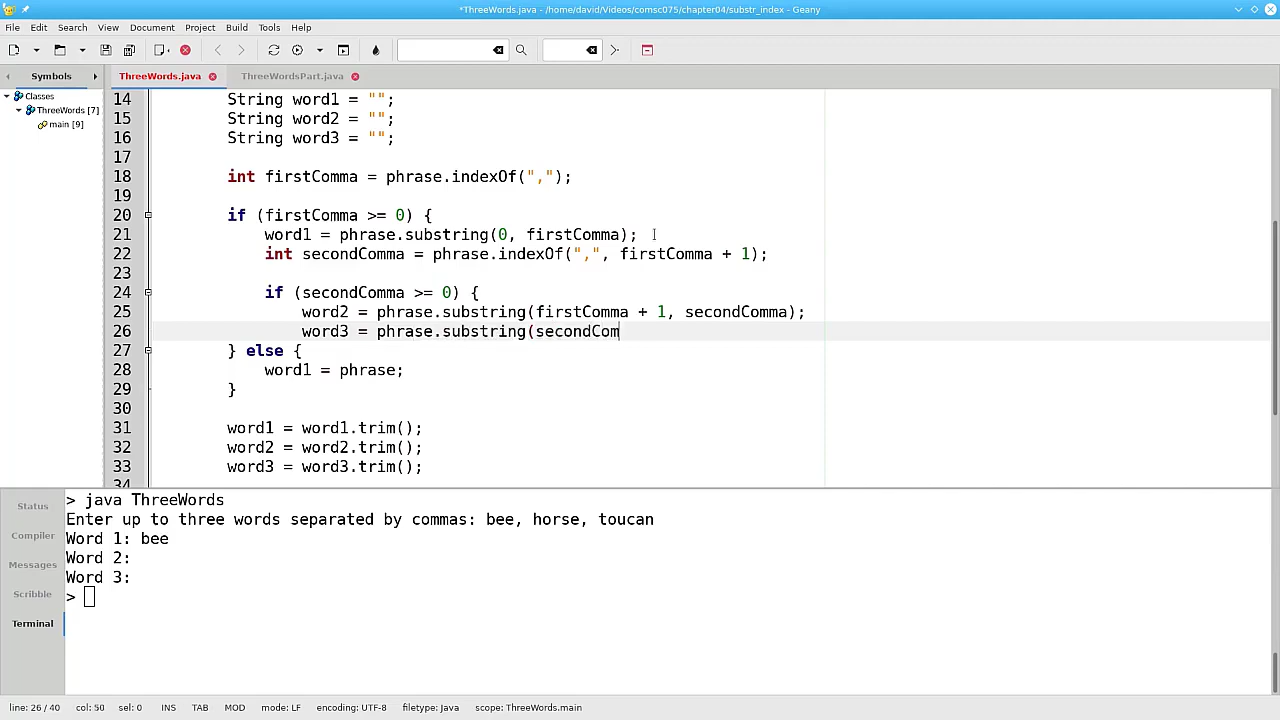 *ThreeWords.java - /home/david/Videos/comsc075/chapter04/substr_index - Geany
File Edit Search View Document Project Build Tools Help
Symbols ThreeWords.java ThreeWordsPart.java
Classes
ThreeWords [7]
main [9]
14 String word1 = "";
15 String word2 = "";
16 String word3 = "";
17
18 int firstComma = phrase.indexOf(",");
19
20 if (firstComma >= 0) {
21 word1 = phrase.substring(0, firstComma);
22 int secondComma = phrase.indexOf(",", firstComma + 1);
23
24 if (secondComma >= 0) {
25 word2 = phrase.substring(firstComma + 1, secondComma);
26 word3 = phrase.substring(secondCom
27 } else {
28 word1 = phrase;
29 }
30
31 word1 = word1.trim();
32 word2 = word2.trim();
33 word3 = word3.trim();
34
Status
Compiler
Messages
Scribble
Terminal
> java ThreeWords
Enter up to three words separated by commas: bee, horse, toucan
Word 1: bee
Word 2:
Word 3:
>
line: 26 / 40 col: 50 sel: 0 INS TAB MOD mode: LF encoding: UTF-8 filetype: Java scope: ThreeWords.main